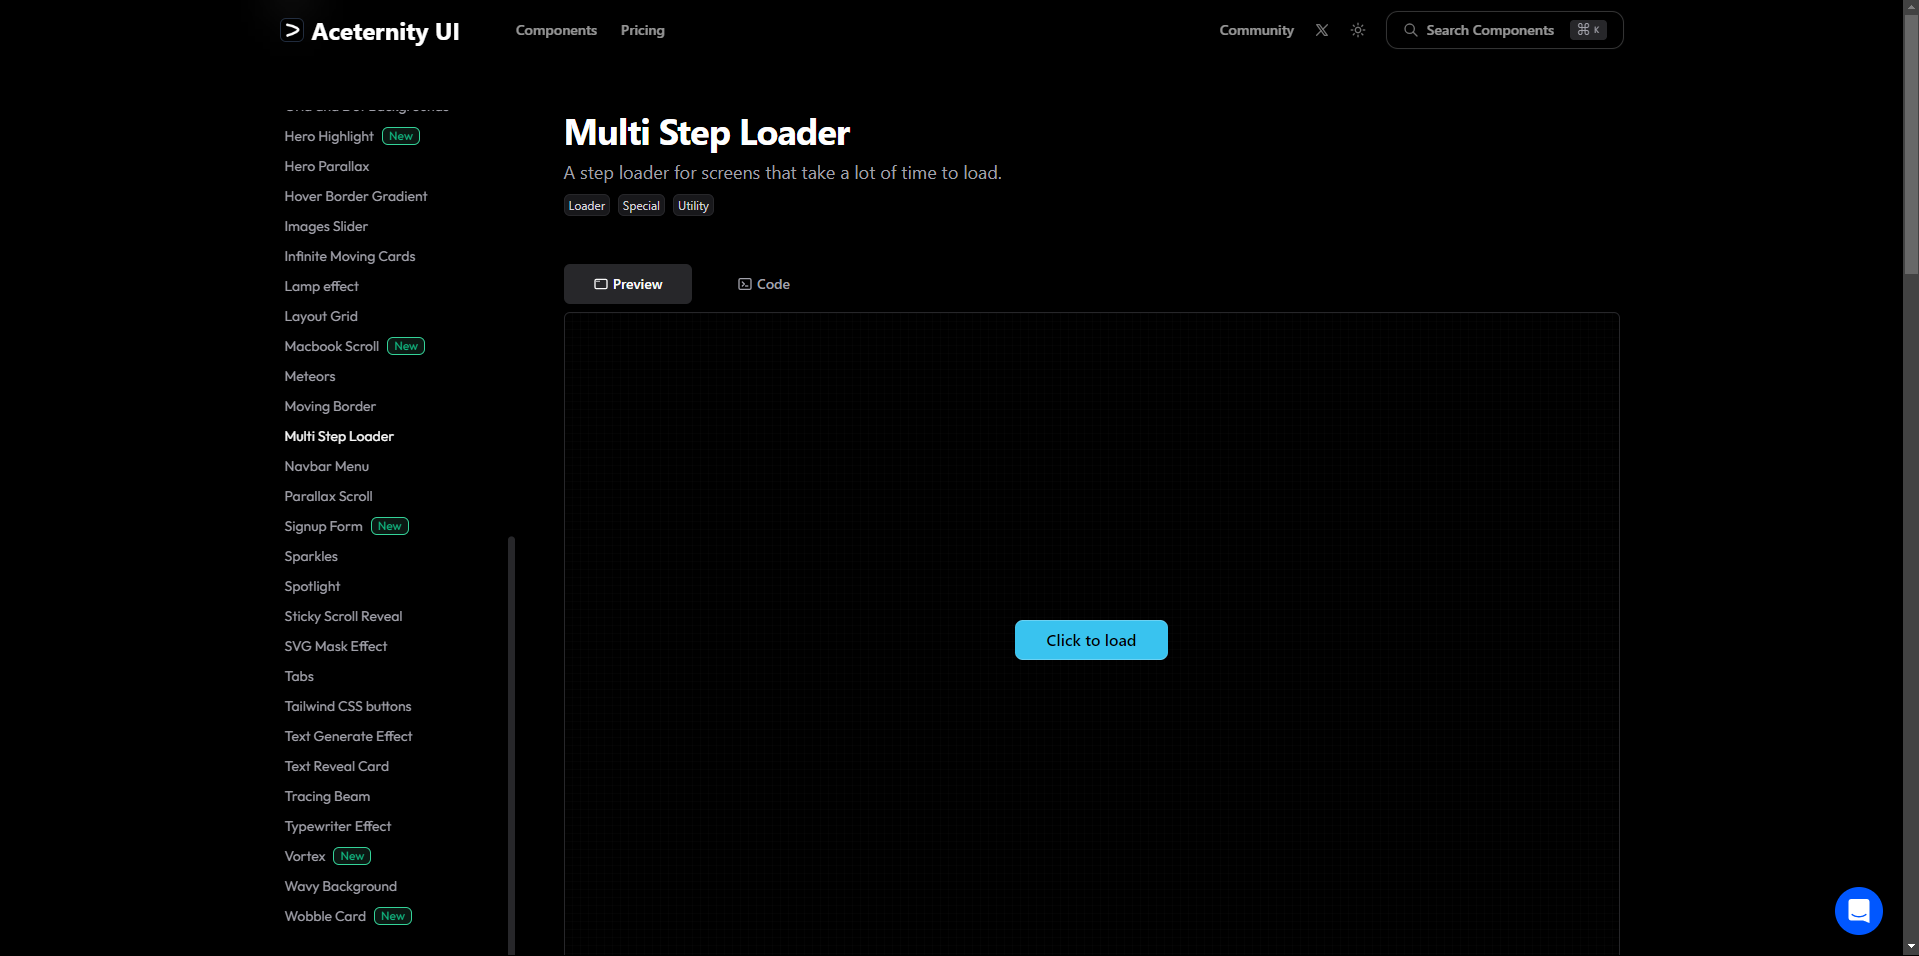 Aceternity UI
Components
Pricing
Community
Search Components
⌘ K
Grid and Dot Backgrounds
Hero Highlight New
Hero Parallax
Hover Border Gradient
Images Slider
Infinite Moving Cards
Lamp effect
Layout Grid
Macbook Scroll New
Meteors
Moving Border
Multi Step Loader
Navbar Menu
Parallax Scroll
Signup Form New
Sparkles
Spotlight
Sticky Scroll Reveal
SVG Mask Effect
Tabs
Tailwind CSS buttons
Text Generate Effect
Text Reveal Card
Tracing Beam
Typewriter Effect
Vortex New
Wavy Background
Wobble Card New
Multi Step Loader
A step loader for screens that take a lot of time to load.
Loader Special Utility
Preview
Code
Click to load